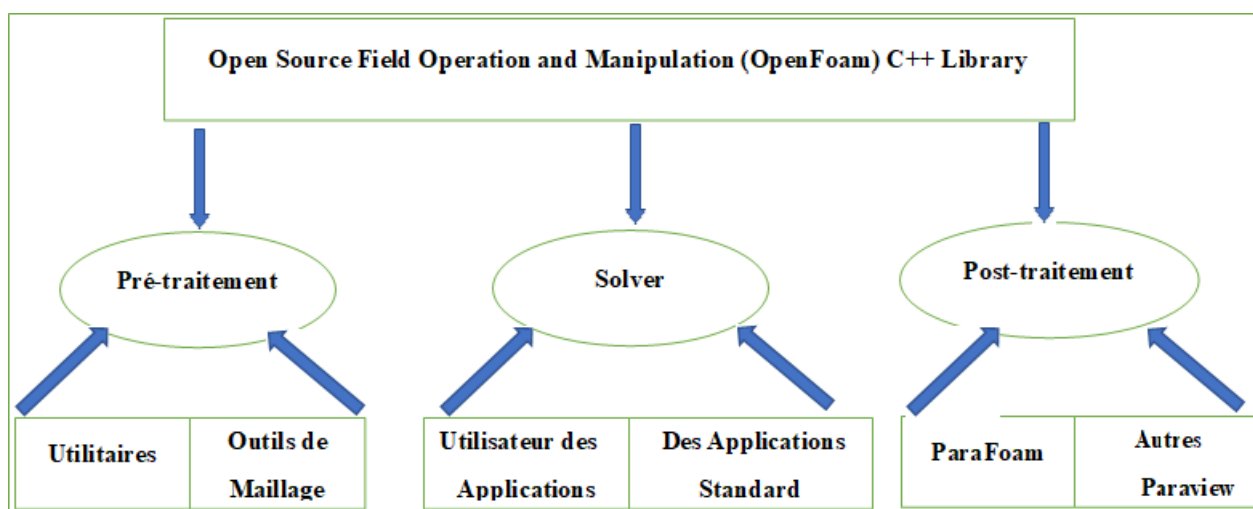 Open Source Field Operation and Manipulation (OpenFoam) C++ Library
Pré-traitement
Solver
Post-traitement
Utilitaires
Outils de
Maillage
Utilisateur des
Applications
Des Applications
Standard
ParaFoam
Autres
Paraview